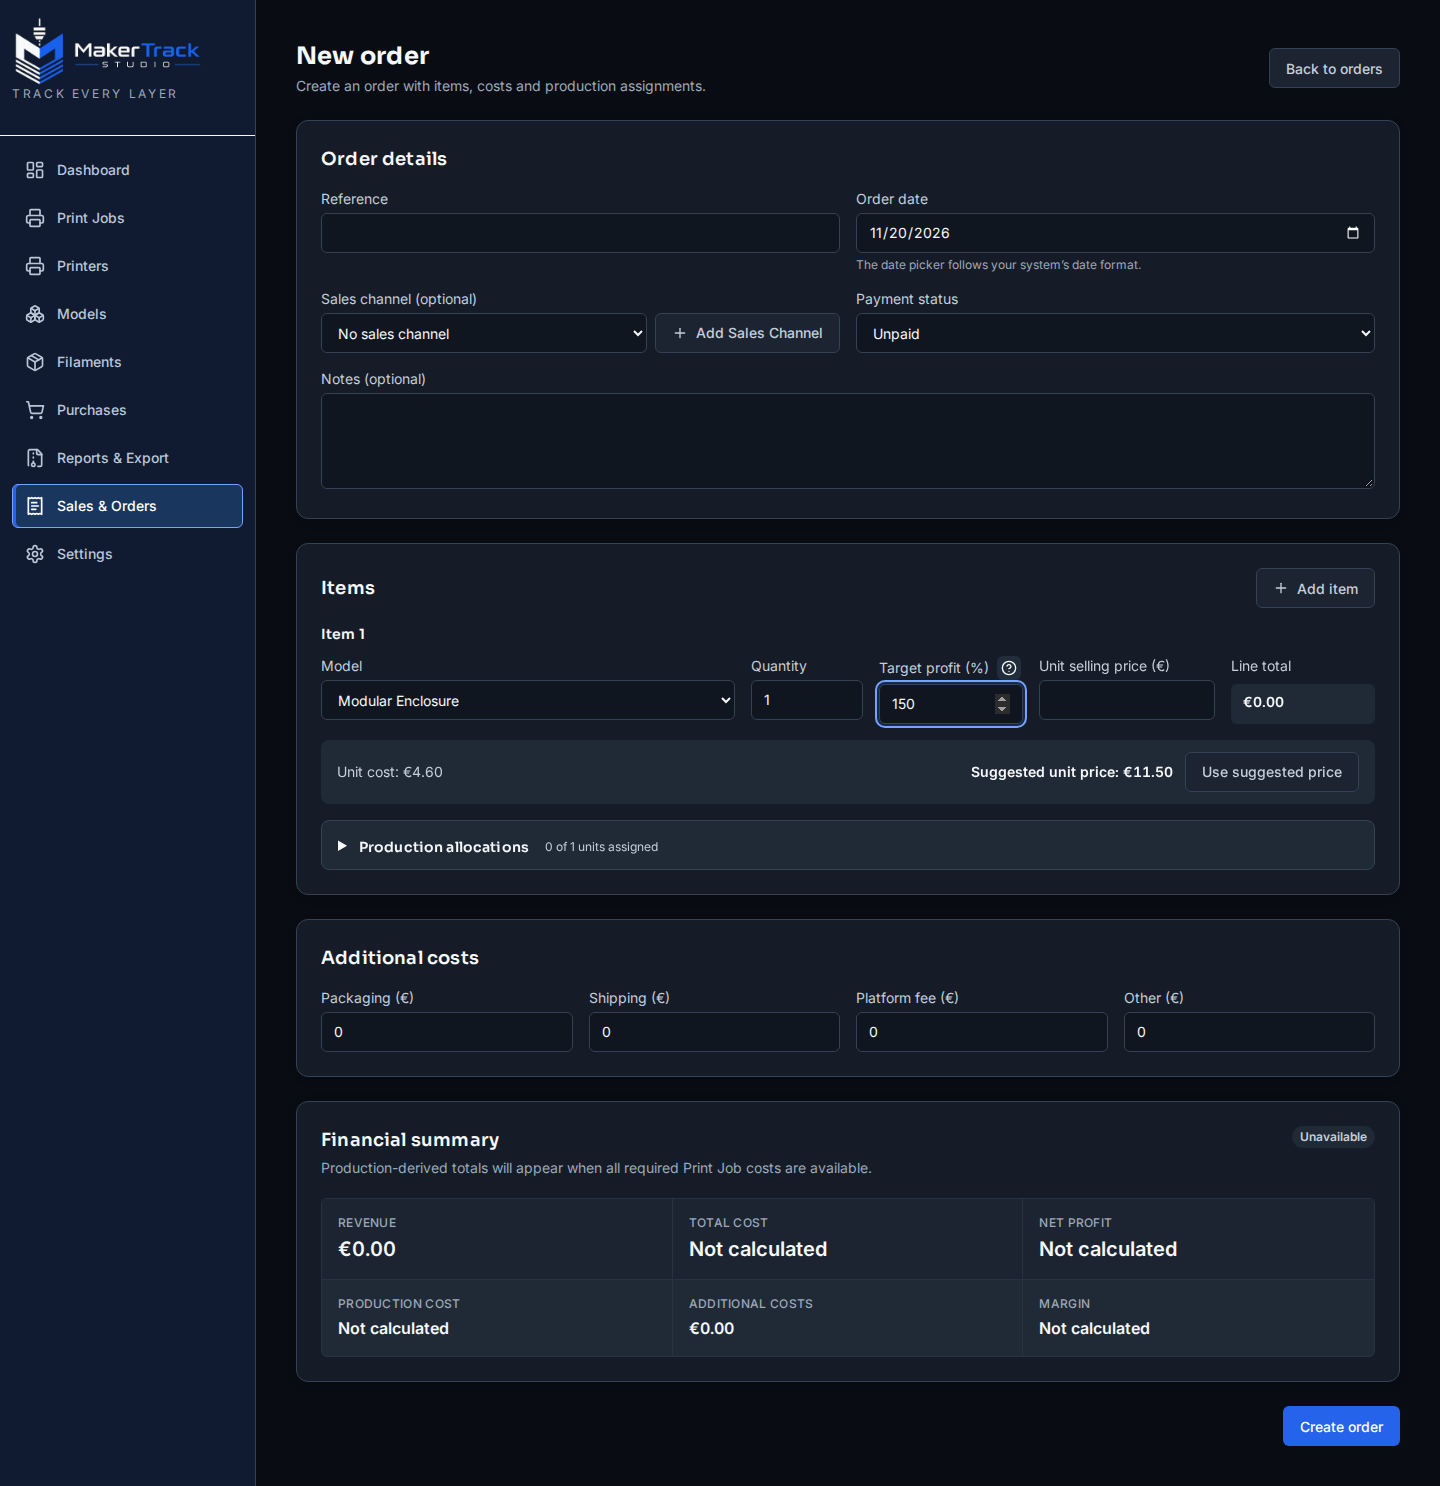 MakerTrack
STUDIO
TRACK EVERY LAYER
Dashboard
Print Jobs
Printers
Models
Filaments
Purchases
Reports & Export
Sales & Orders
Settings
New order
Create an order with items, costs and production assignments.
Back to orders
Order details
Reference
Order date
11/20/2026
The date picker follows your system's date format.
Sales channel (optional)
Payment status
No sales channel
+ Add Sales Channel
Unpaid
Notes (optional)
Items
+ Add item
Item 1
Model
Quantity
Target profit (%)
Unit selling price (€)
Line total
Modular Enclosure
1
150
€0.00
Unit cost: €4.60
Suggested unit price: €11.50
Use suggested price
Production allocations
0 of 1 units assigned
Additional costs
Packaging (€)
Shipping (€)
Platform fee (€)
Other (€)
0
0
0
0
Financial summary
Unavailable
Production-derived totals will appear when all required Print Job costs are available.
REVENUE
TOTAL COST
NET PROFIT
€0.00
Not calculated
Not calculated
PRODUCTION COST
ADDITIONAL COSTS
MARGIN
Not calculated
€0.00
Not calculated
Create order